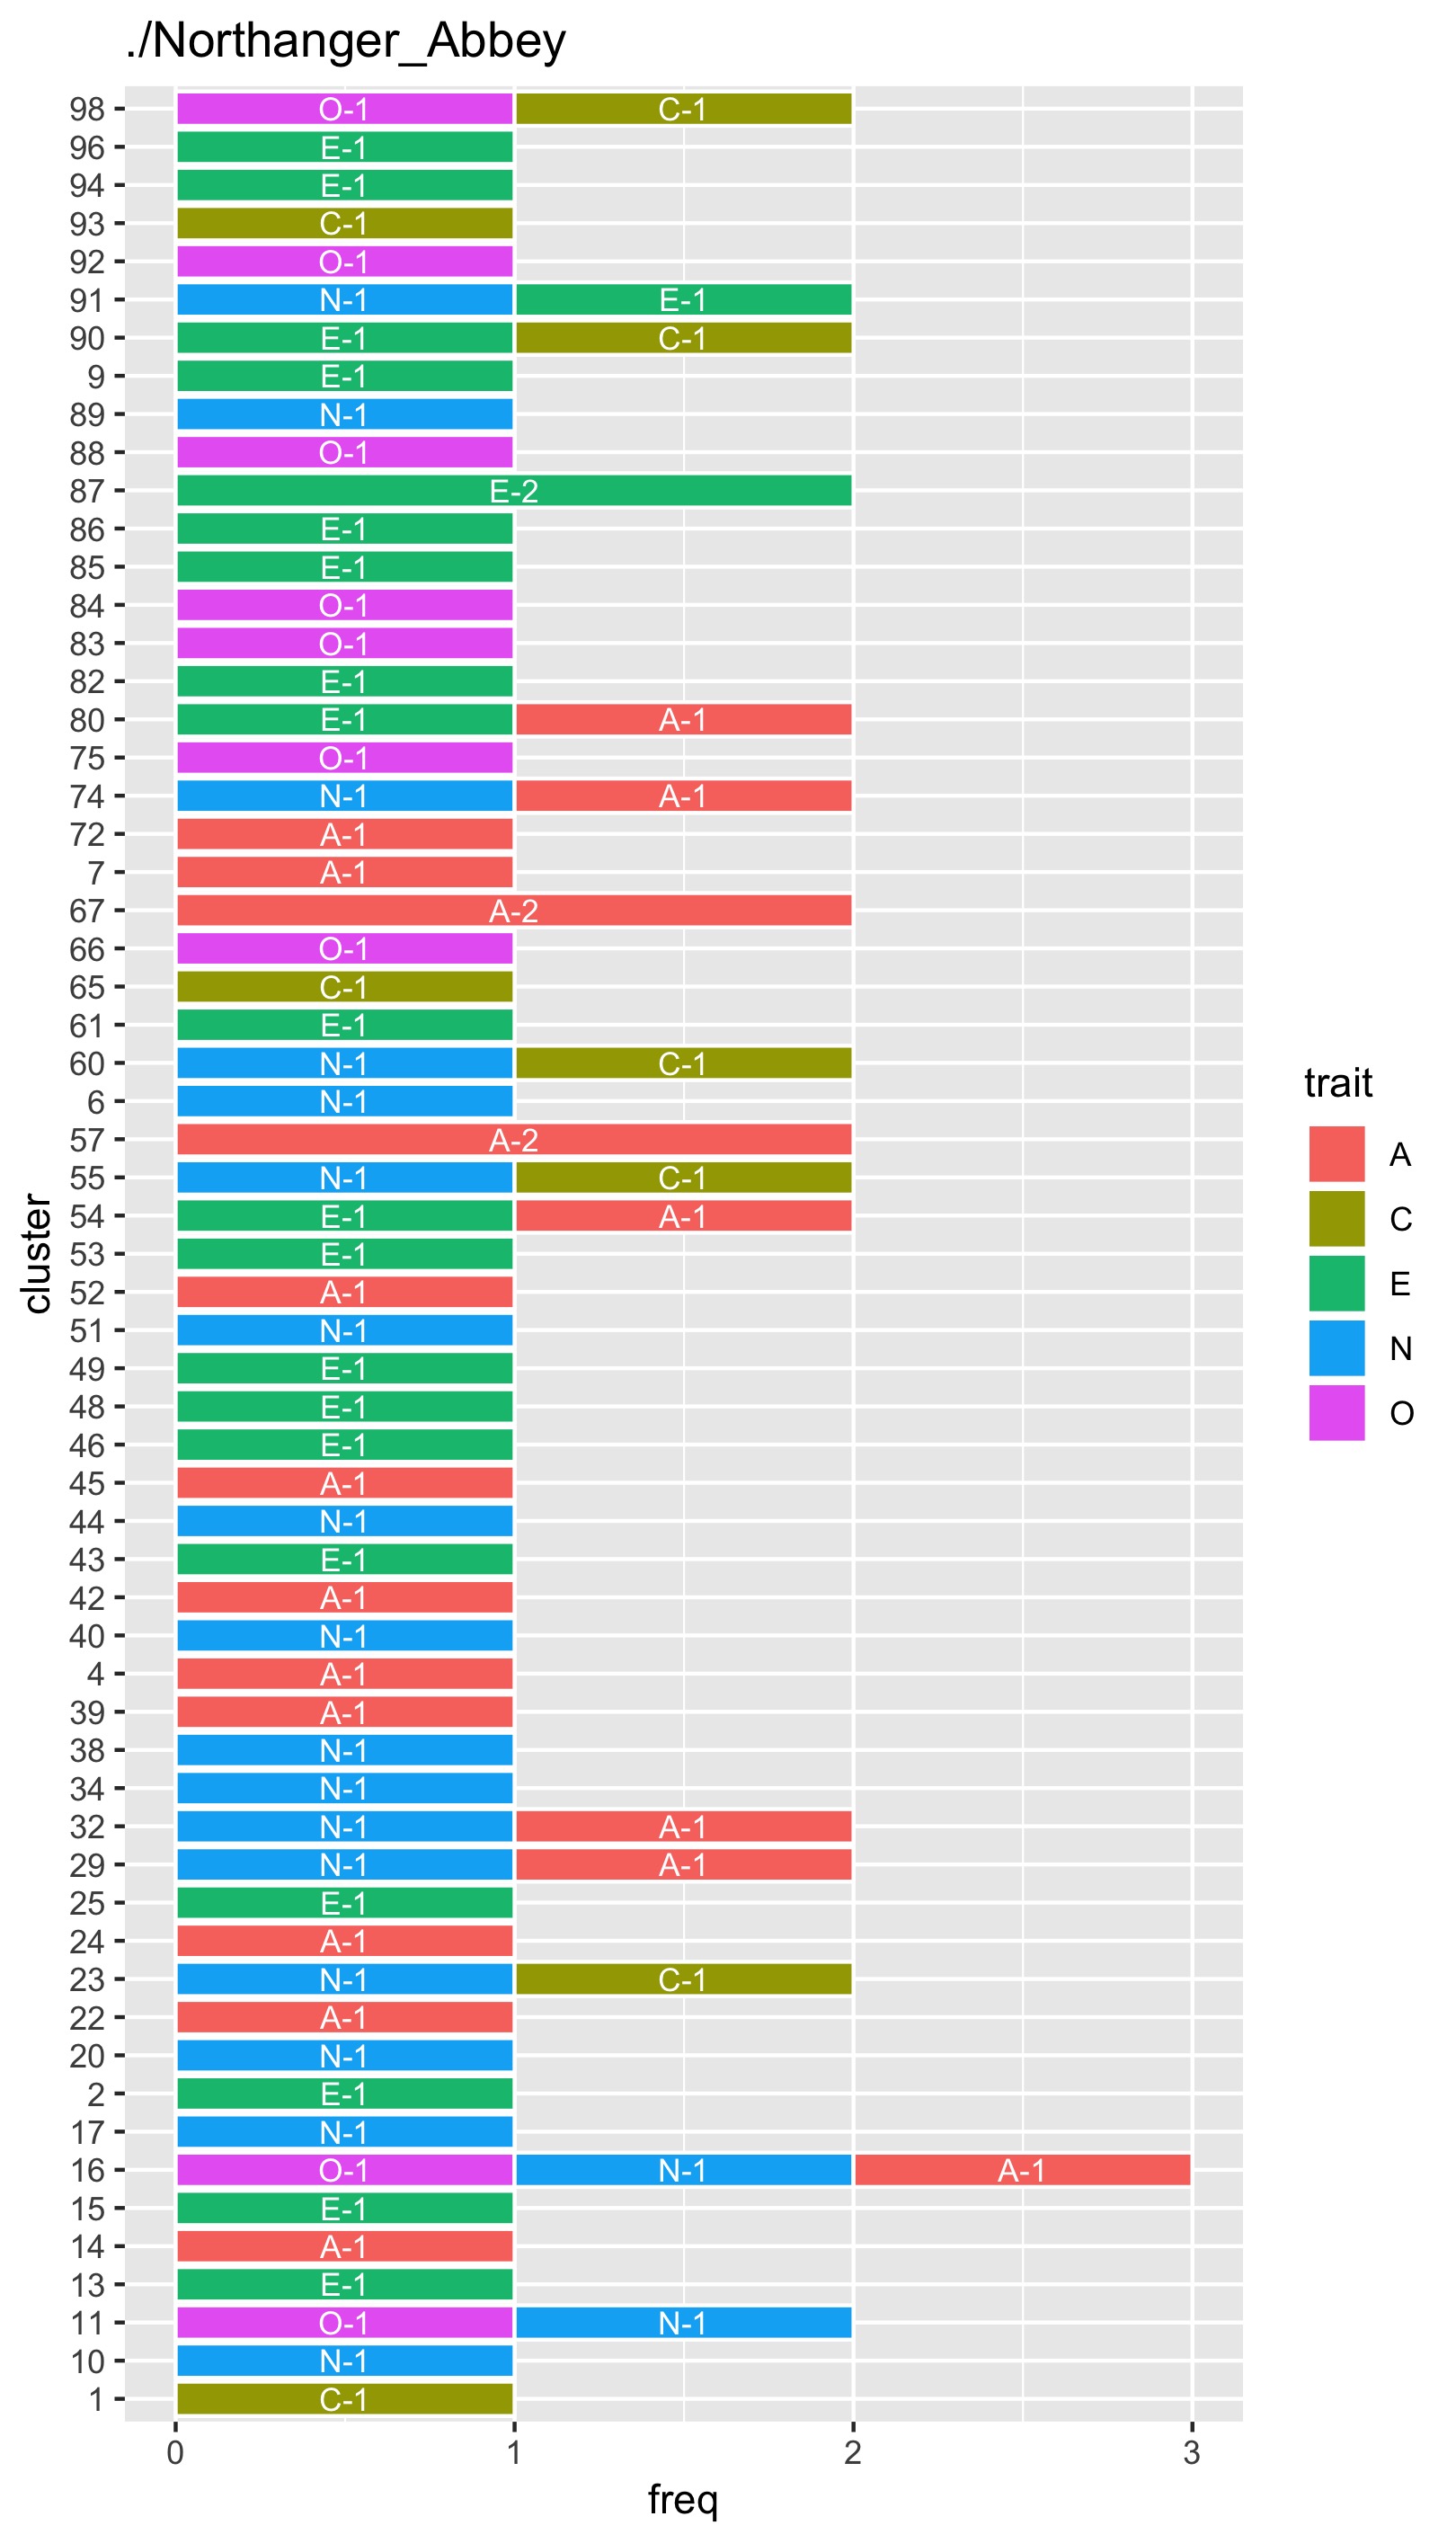 ./Northanger_Abbey
98 O-1 C-1
96 E-1
94 E-1
93 C-1
92 O-1
91 N-1 E-1
90 E-1 C-1
9 E-1
89 N-1
88 O-1
87 E-2
86 E-1
85 E-1
84 O-1
83 O-1
82 E-1
80 E-1 A-1
75 O-1
74 N-1 A-1
72 A-1
7 A-1
67 A-2
66 O-1
65 C-1
61 E-1
60 N-1 C-1
6 N-1
57 A-2
55 N-1 C-1
54 E-1 A-1
53 E-1
52 A-1
51 N-1
49 E-1
48 E-1
46 E-1
45 A-1
44 N-1
43 E-1
42 A-1
40 N-1
4 A-1
39 A-1
38 N-1
34 N-1
32 N-1 A-1
29 N-1 A-1
25 E-1
24 A-1
23 N-1 C-1
22 A-1
20 N-1
2 E-1
17 N-1
16 O-1 N-1 A-1
15 E-1
14 A-1
13 E-1
11 O-1 N-1
10 N-1
1 C-1
0 1 2 3
freq
cluster
trait
A
C
E
N
O